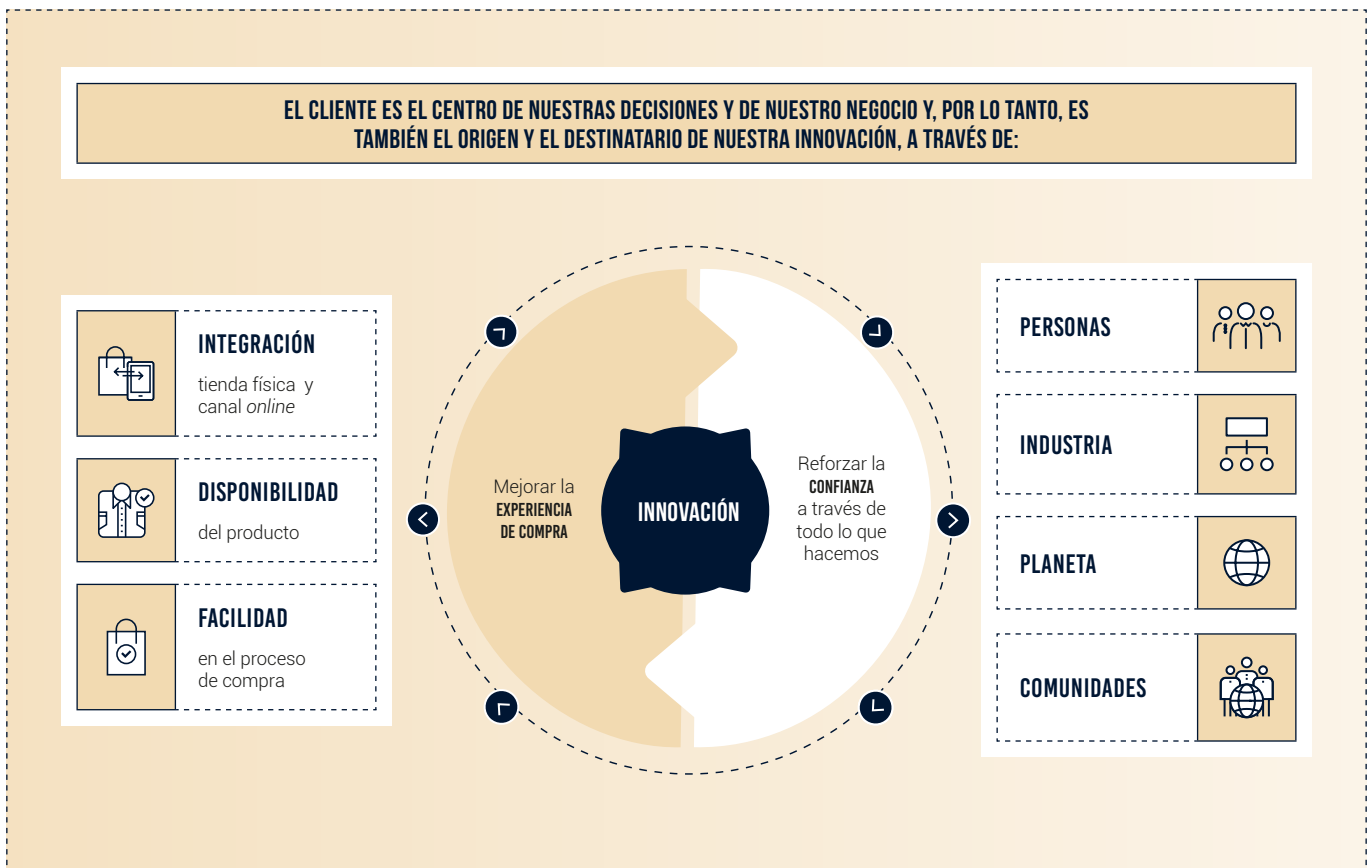 EL CLIENTE ES EL CENTRO DE NUESTRAS DECISIONES Y DE NUESTRO NEGOCIO Y, POR LO TANTO, ES
TAMBIÉN EL ORIGEN Y EL DESTINATARIO DE NUESTRA INNOVACIÓN, A TRAVÉS DE:
INTEGRACIÓN
tienda física y
canal online
DISPONIBILIDAD
del producto
FACILIDAD
en el proceso
de compra
Mejorar la
EXPERIENCIA
DE COMPRA
INNOVACIÓN
Reforzar la
CONFIANZA
a través de
todo lo que
hacemos
PERSONAS
INDUSTRIA
PLANETA
COMUNIDADES